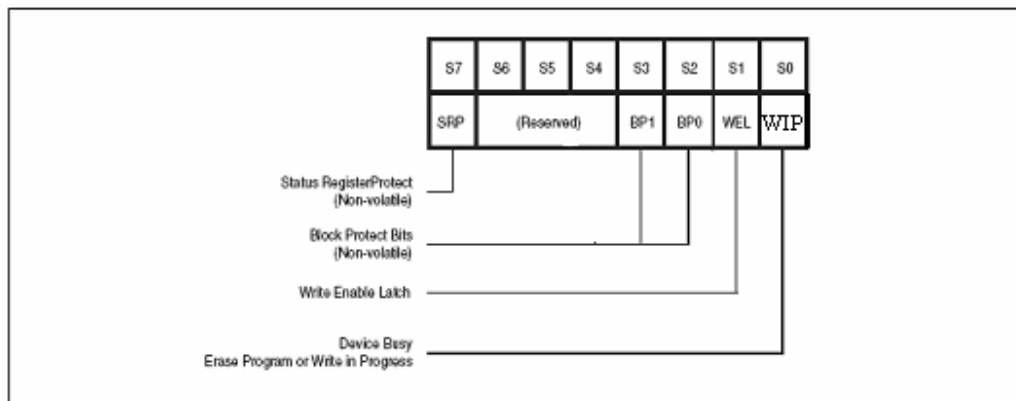 S7 S6 S5 S4 S3 S2 S1 S0
SRP (Reserved) BP1 BP0 WEL WIP
Status RegisterProtect
(Non-volatile)
Block Protect Bits
(Non-volatile)
Write Enable Latch
Device Busy
Erase Program or Write in Progress